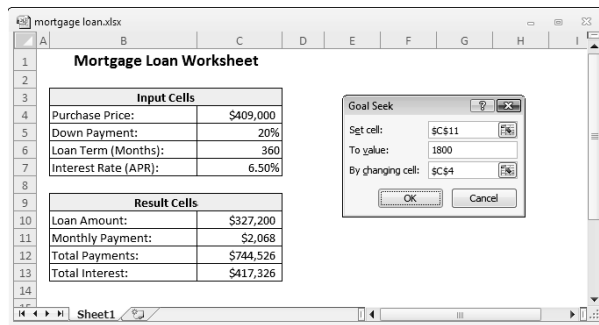 mortgage loan.xlsx
A B C D E F G H I
1 Mortgage Loan Worksheet
2
3 Input Cells
4 Purchase Price: $409,000
5 Down Payment: 20%
6 Loan Term (Months): 360
7 Interest Rate (APR): 6.50%
8
9 Result Cells
10 Loan Amount: $327,200
11 Monthly Payment: $2,068
12 Total Payments: $744,526
13 Total Interest: $417,326
14
Goal Seek
Set cell: $C$11
To value: 1800
By changing cell: $C$4
OK Cancel
Sheet1